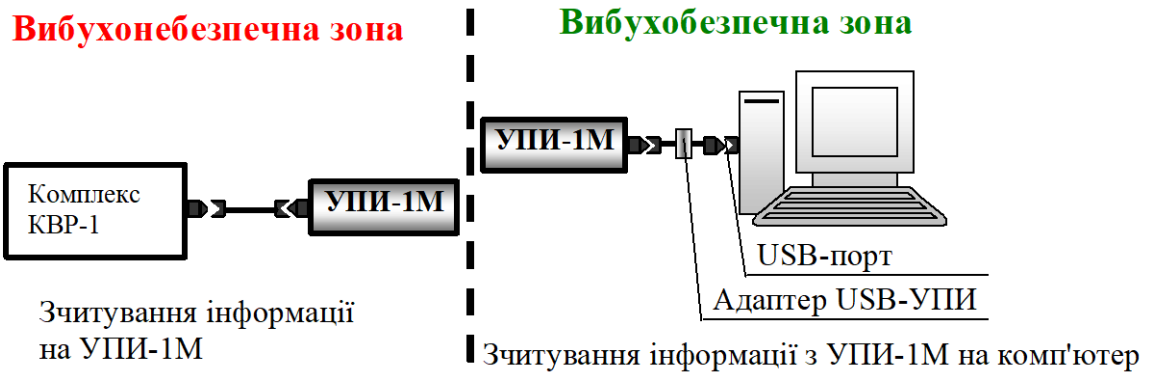 Вибухонебезпечна зона
Комплекс
КВР-1
УПИ-1М
Зчитування інформації
на УПИ-1М
Вибухобезпечна зона
УПИ-1М
USB-порт
Адаптер USB-УПИ
Зчитування інформації з УПИ-1М на комп'ютер